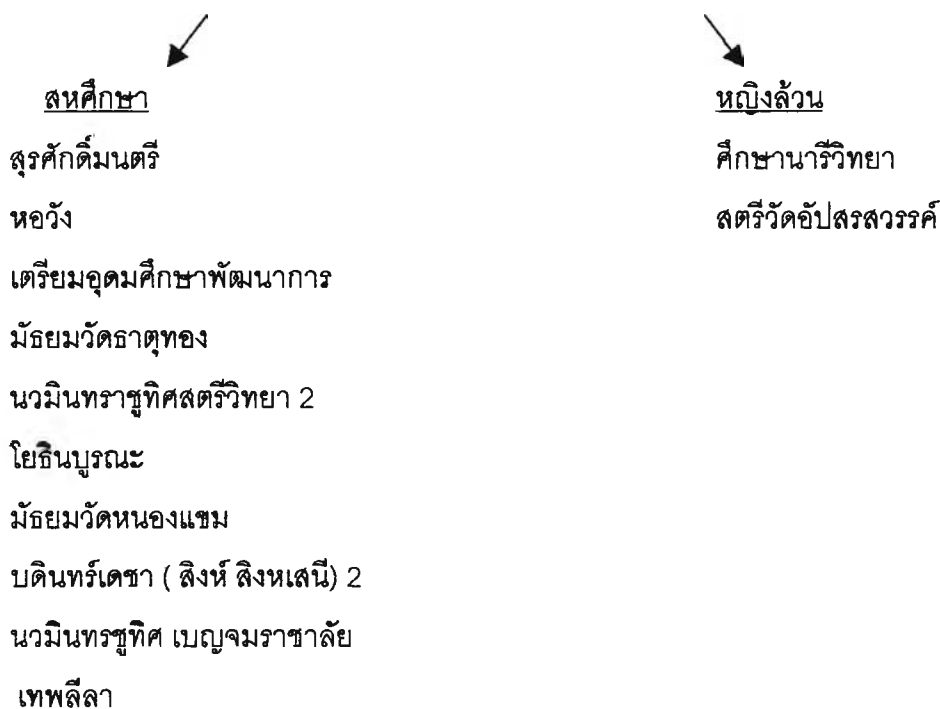 สหศึกษา
สุรศักดิ์มนตรี
หอวัง
เตรียมอุดมศึกษาพัฒนาการ
มัธยมวัดธาตุทอง
นวมินทราชูทิศสตรีวิทยา 2
โยธินบูรณะ
มัธยมวัดหนองแขม
บดินทร์เดชา ( สิงห์ สิงหเสนี) 2
นวมินทรชูทิศ เบญจมราชาลัย
เทพลีลา
หญิงล้วน
ศึกษานารีวิทยา
สตรีวัดอัปสรสวรรค์